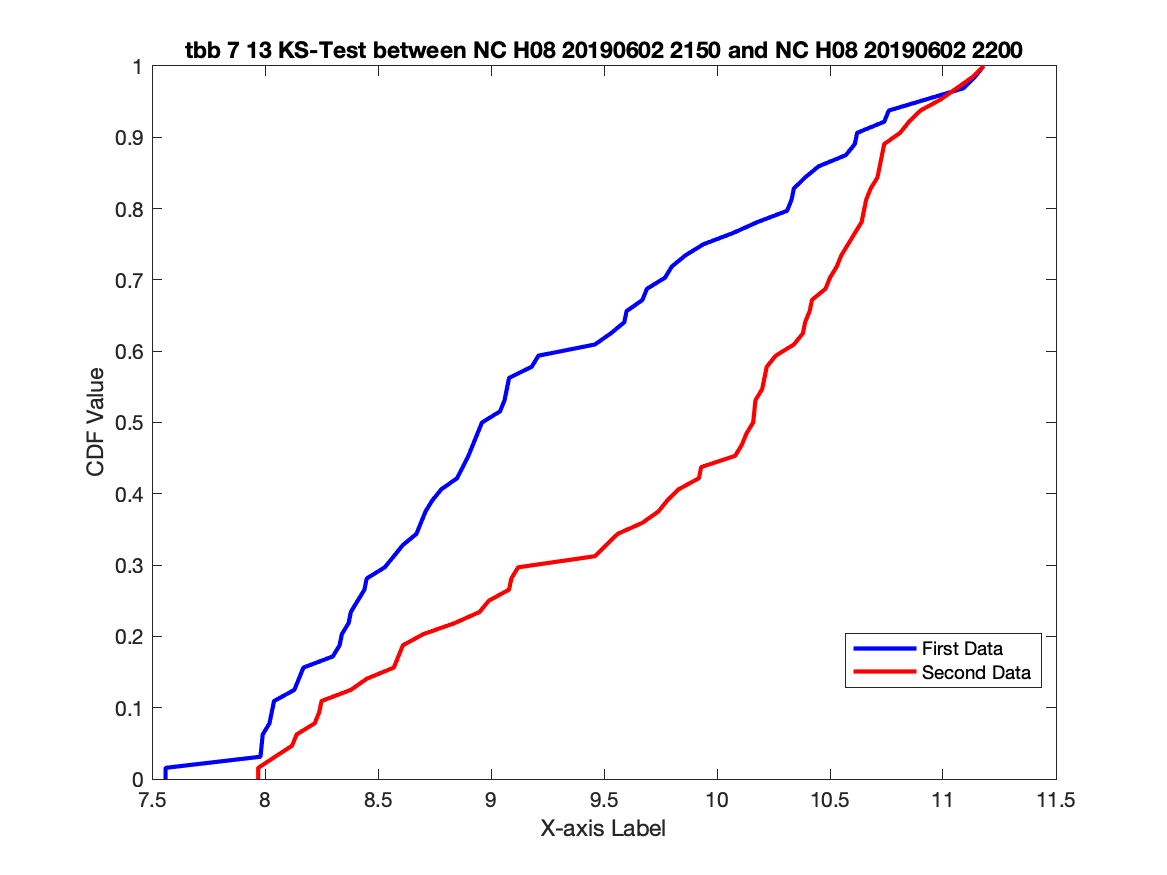 tbb 7 13 KS-Test between NC H08 20190602 2150 and NC H08 20190602 2200
1
0.9
0.8
0.7
0.6
0.5
0.4
0.3
0.2
0.1
0
CDF Value
First Data
Second Data
7.5 8 8.5 9 9.5 10 10.5 11 11.5
X-axis Label